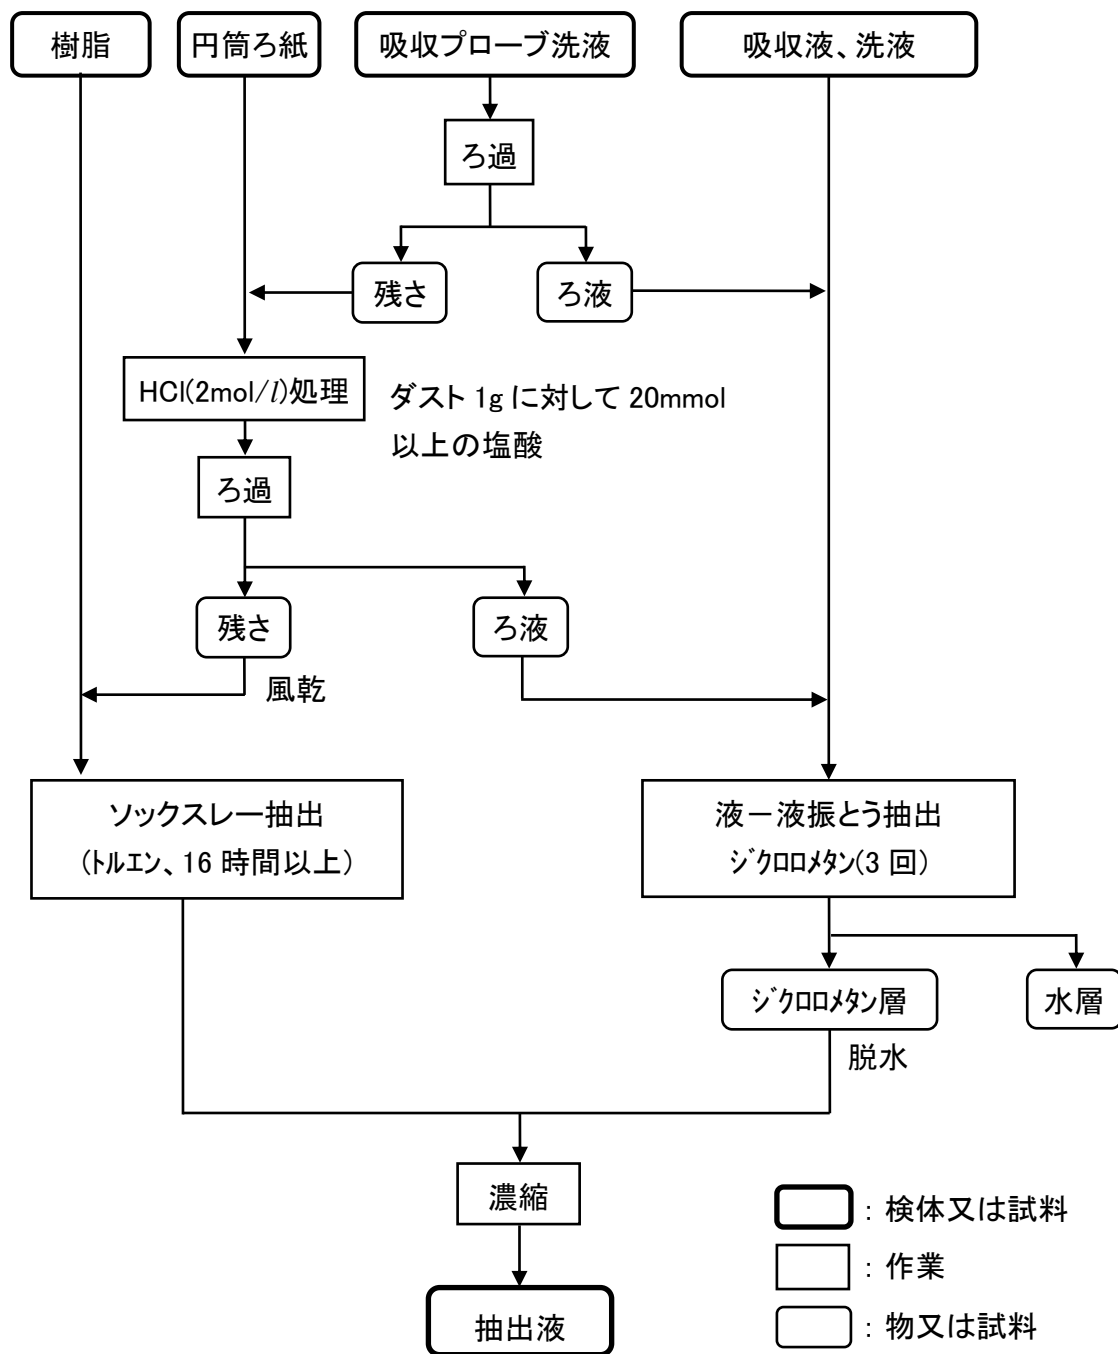 樹脂
円筒ろ紙
吸収プローブ洗液
吸収液、洗液
ろ過
残さ
ろ液
HCl(2mol/l)処理
ダスト 1g に対して 20mmol
以上の塩酸
ろ過
残さ
ろ液
風乾
ソックスレー抽出
(ﾄﾙｴﾝ、16 時間以上)
液－液振とう抽出
ｼﾞｸﾛﾛﾒﾀﾝ(3 回)
ｼﾞｸﾛﾛﾒﾀﾝ層
水層
脱水
濃縮
抽出液
：検体又は試料
：作業
：物又は試料